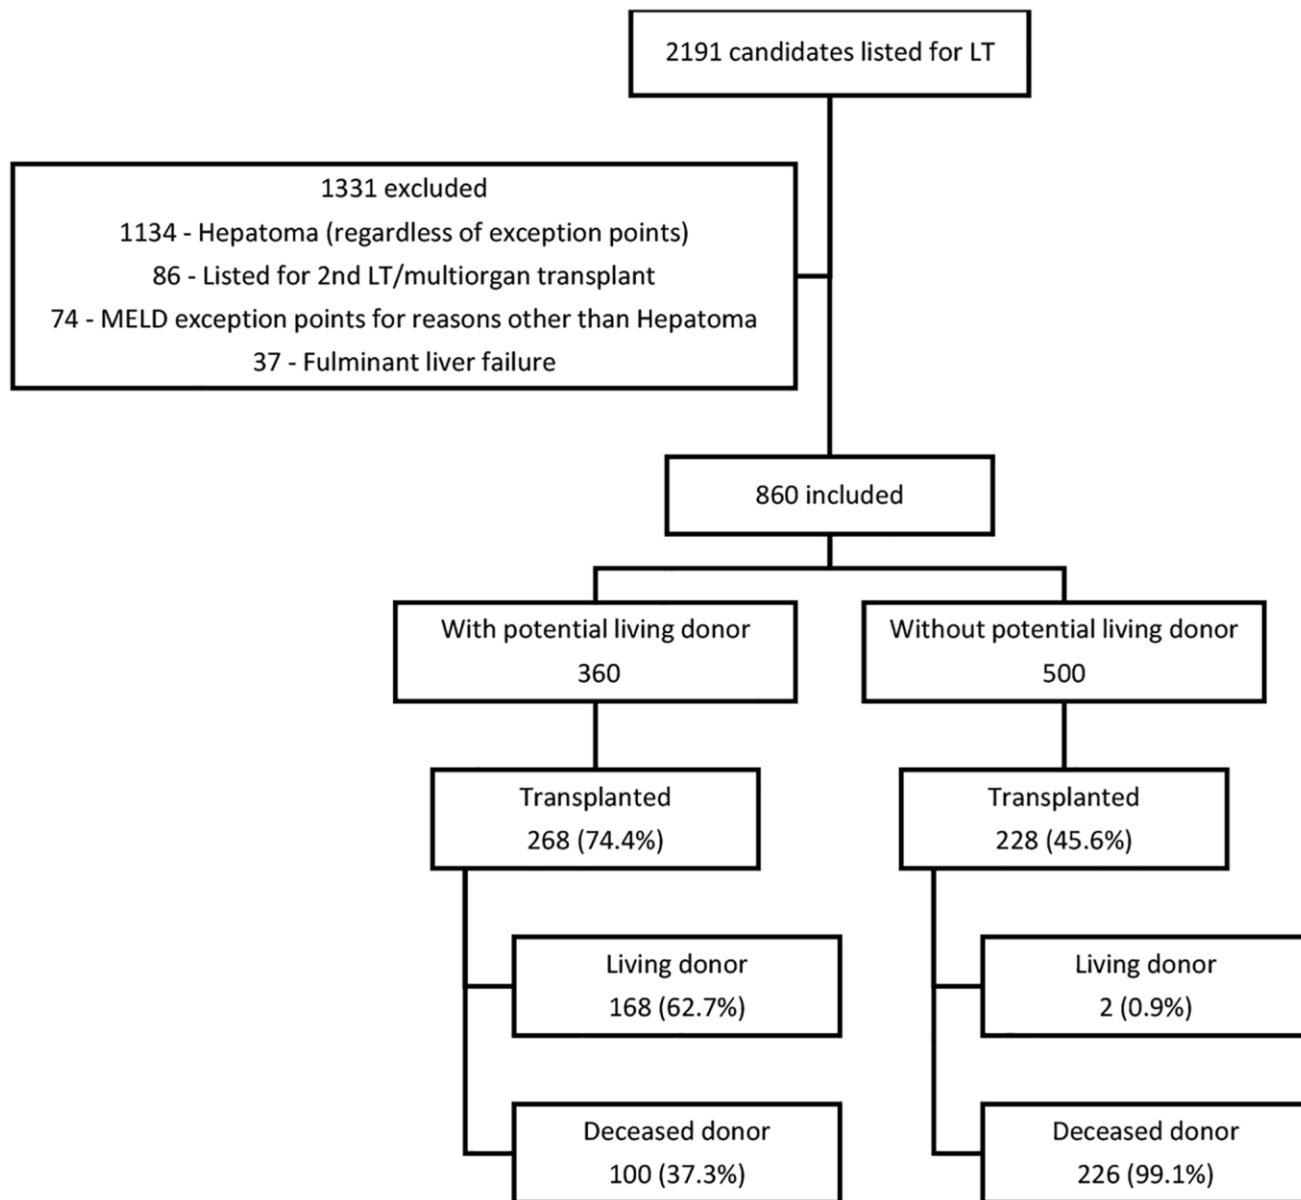 2191 candidates listed for LT
1331 excluded
1134 - Hepatoma (regardless of exception points)
86 - Listed for 2nd LT/multiorgan transplant
74 - MELD exception points for reasons other than Hepatoma
37 - Fulminant liver failure
860 included
With potential living donor
360
Without potential living donor
500
Transplanted
268 (74.4%)
Transplanted
228 (45.6%)
Living donor
168 (62.7%)
Living donor
2 (0.9%)
Deceased donor
100 (37.3%)
Deceased donor
226 (99.1%)